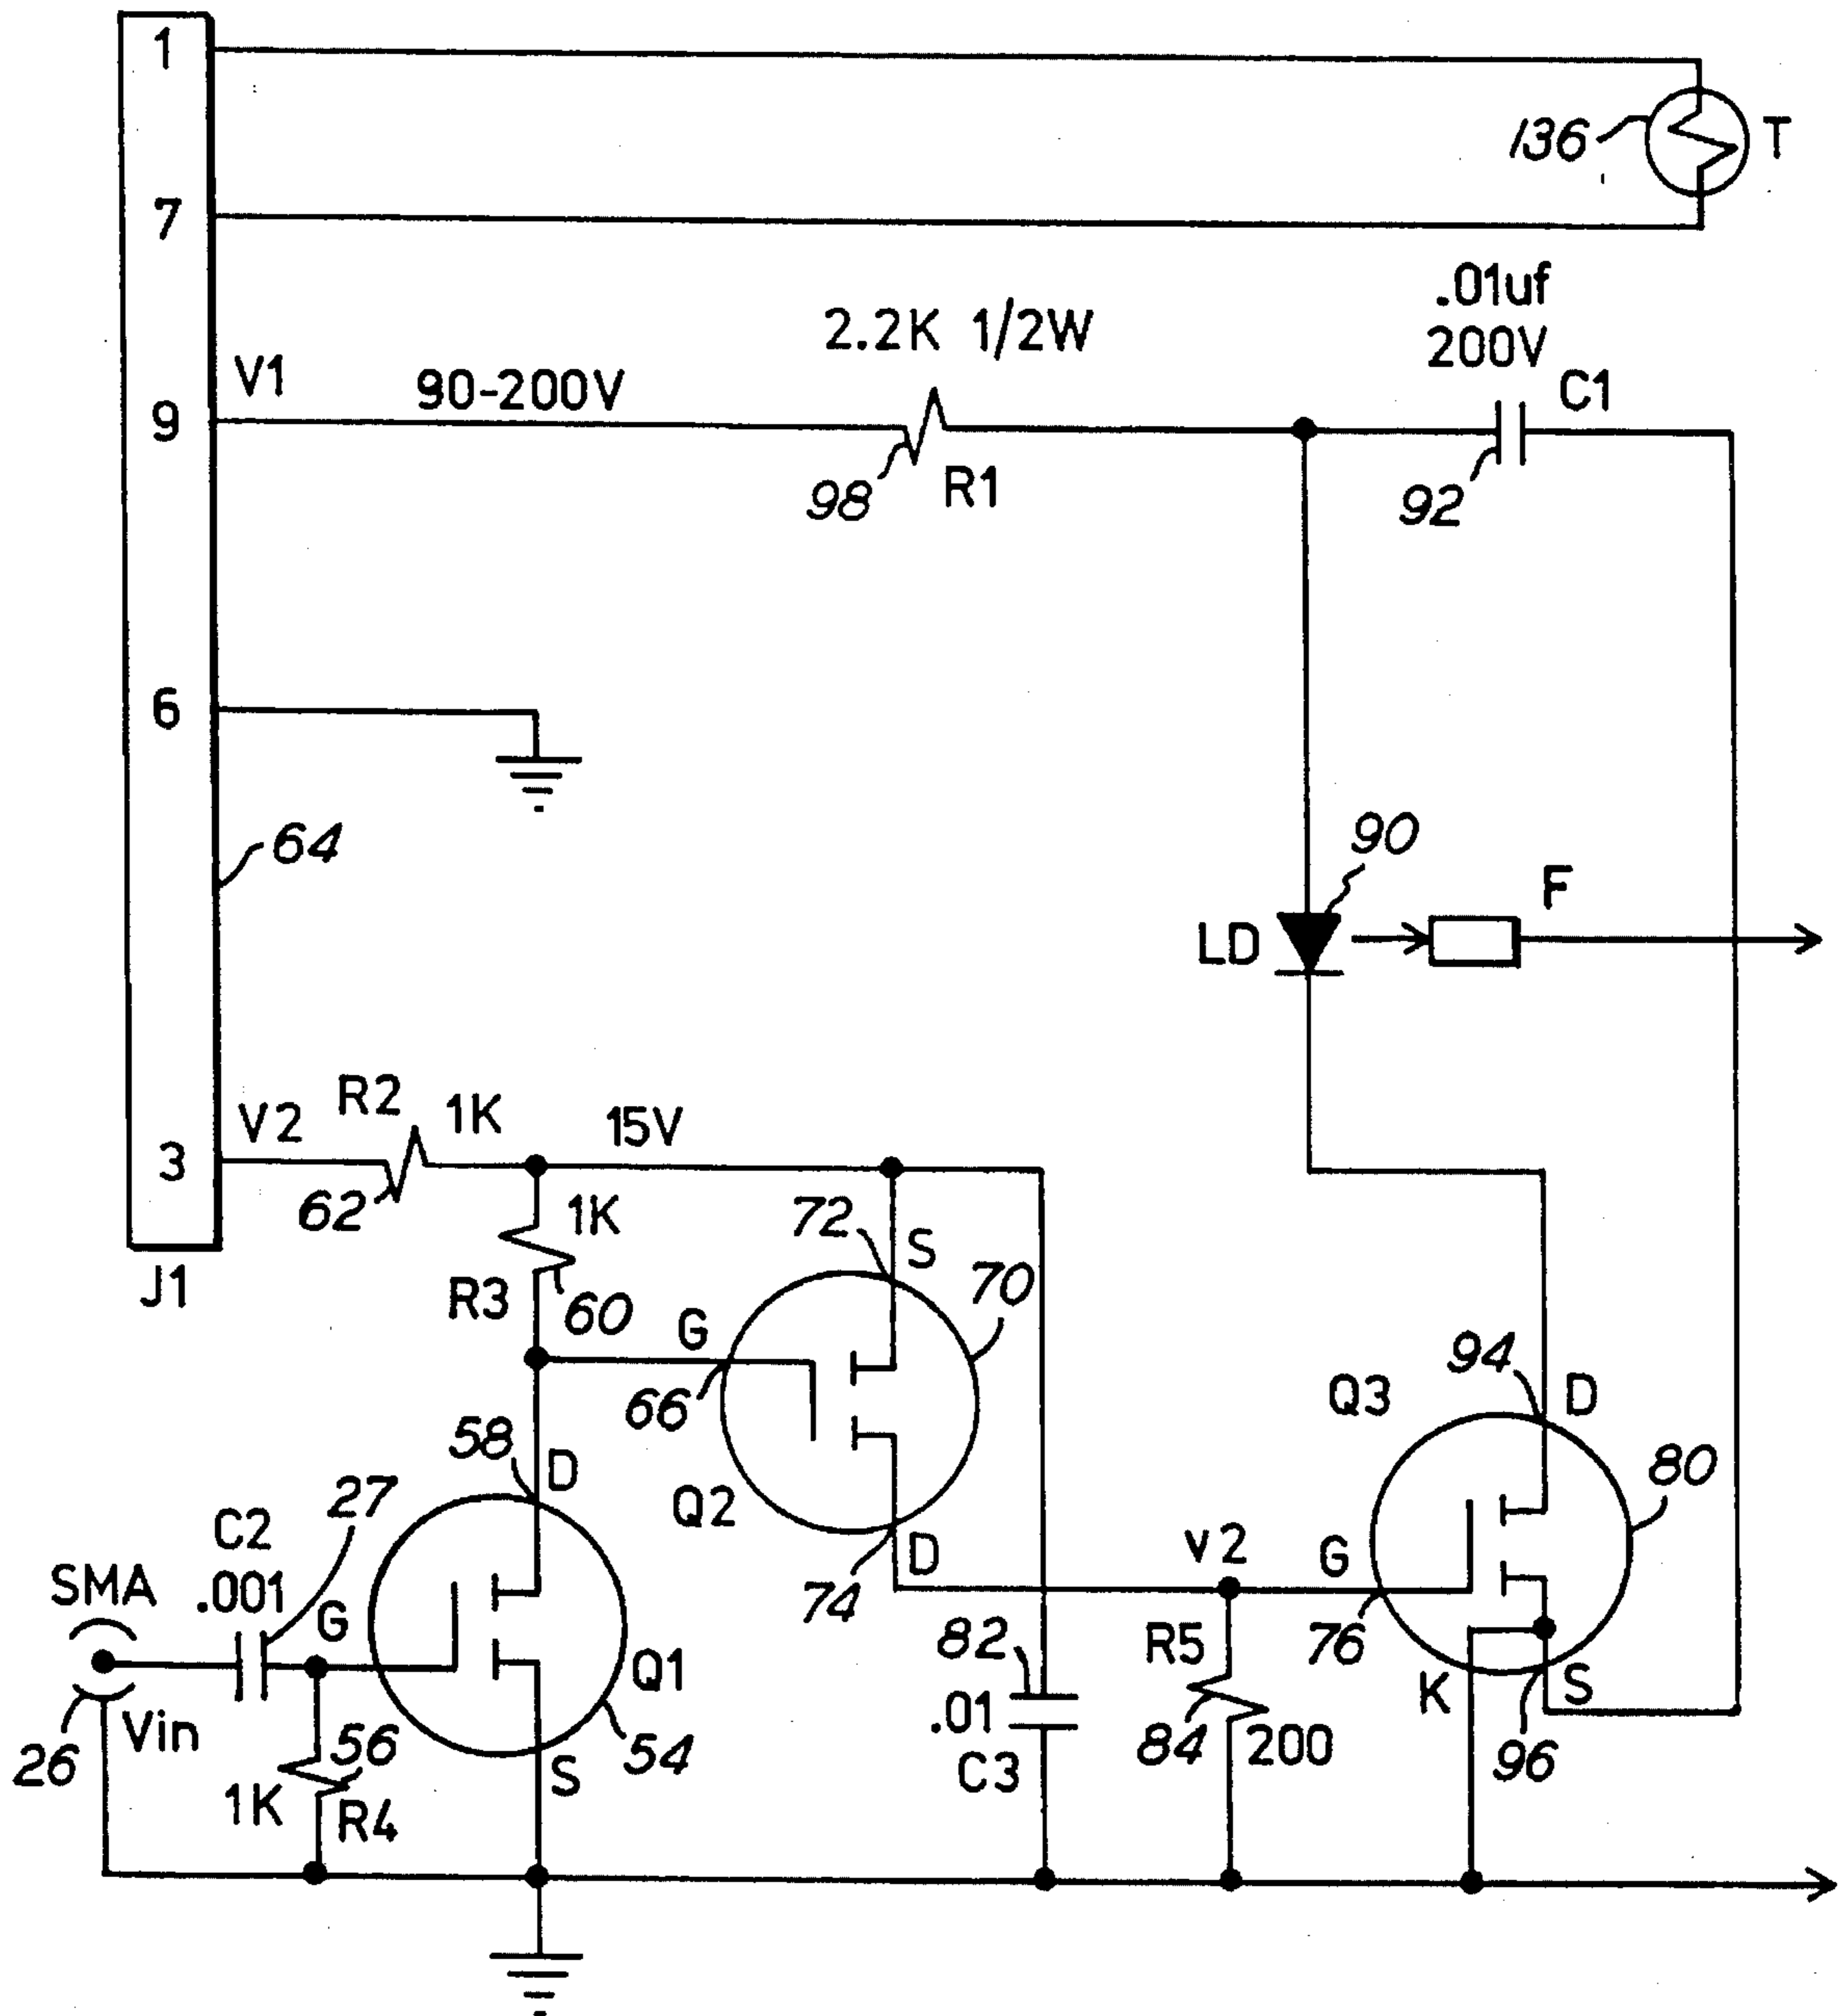 1
136
T
7
.01uf
2.2K 1/2W
200V
V1
90-200V
C1
9
98
R1
92
6
64
90
F
LD
R2
V2
1K
15V
3
62
1K
72
S
70
J1
R3
60
G
94
66
Q3
D
58
D
27
80
C2
Q2
SMA
.001
G
D
V2
G
74
82
76
R5
Q1
K
S
Vin
56
.01
84
200
26
54
S
C3
96
1K
R4